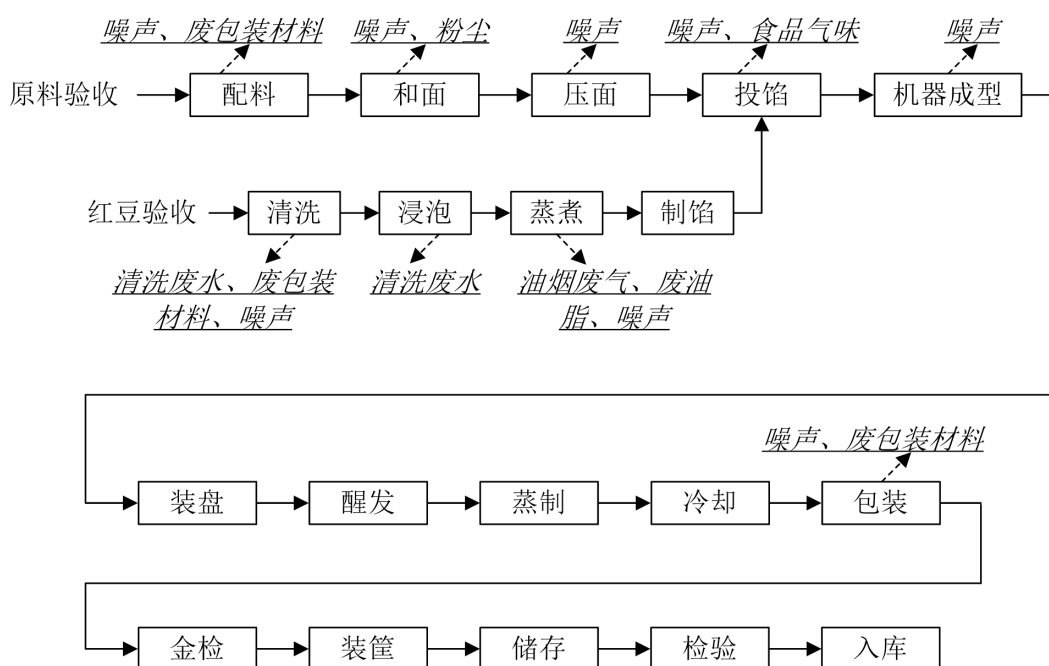 噪声、废包装材料
噪声、粉尘
噪声
噪声、食品气味
噪声
原料验收
配料
和面
压面
投馅
机器成型
红豆验收
清洗
浸泡
蒸煮
制馅
清洗废水、废包装
材料、噪声
清洗废水
油烟废气、废油
脂、噪声
噪声、废包装材料
装盘
醒发
蒸制
冷却
包装
金检
装筐
储存
检验
入库